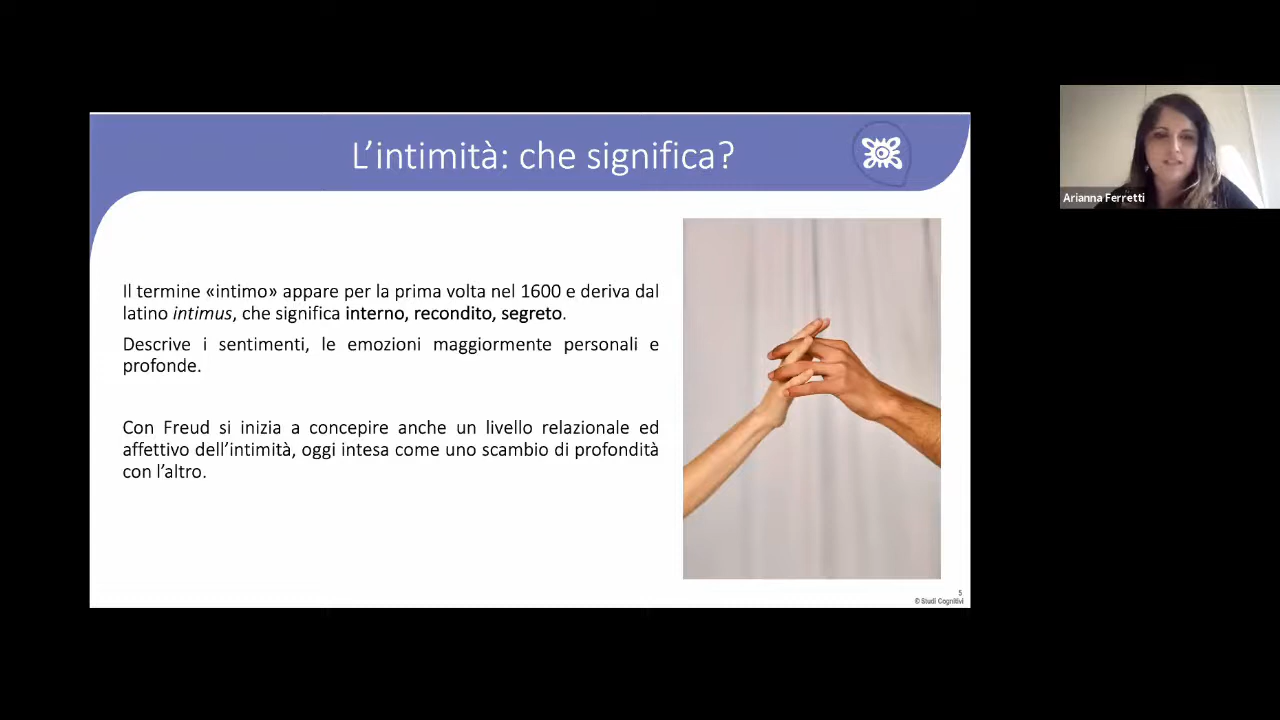 L’intimità: che significa?
Arianna Ferretti
Il termine «intimo» appare per la prima volta nel 1600 e deriva dal
latino intimus, che significa interno, recondito, segreto.
Descrive i sentimenti, le emozioni maggiormente personali e
profonde.
Con Freud si inizia a concepire anche un livello relazionale ed
affettivo dell’intimità, oggi intesa come uno scambio di profondità
con l’altro.
5
© Studi Cognitivi